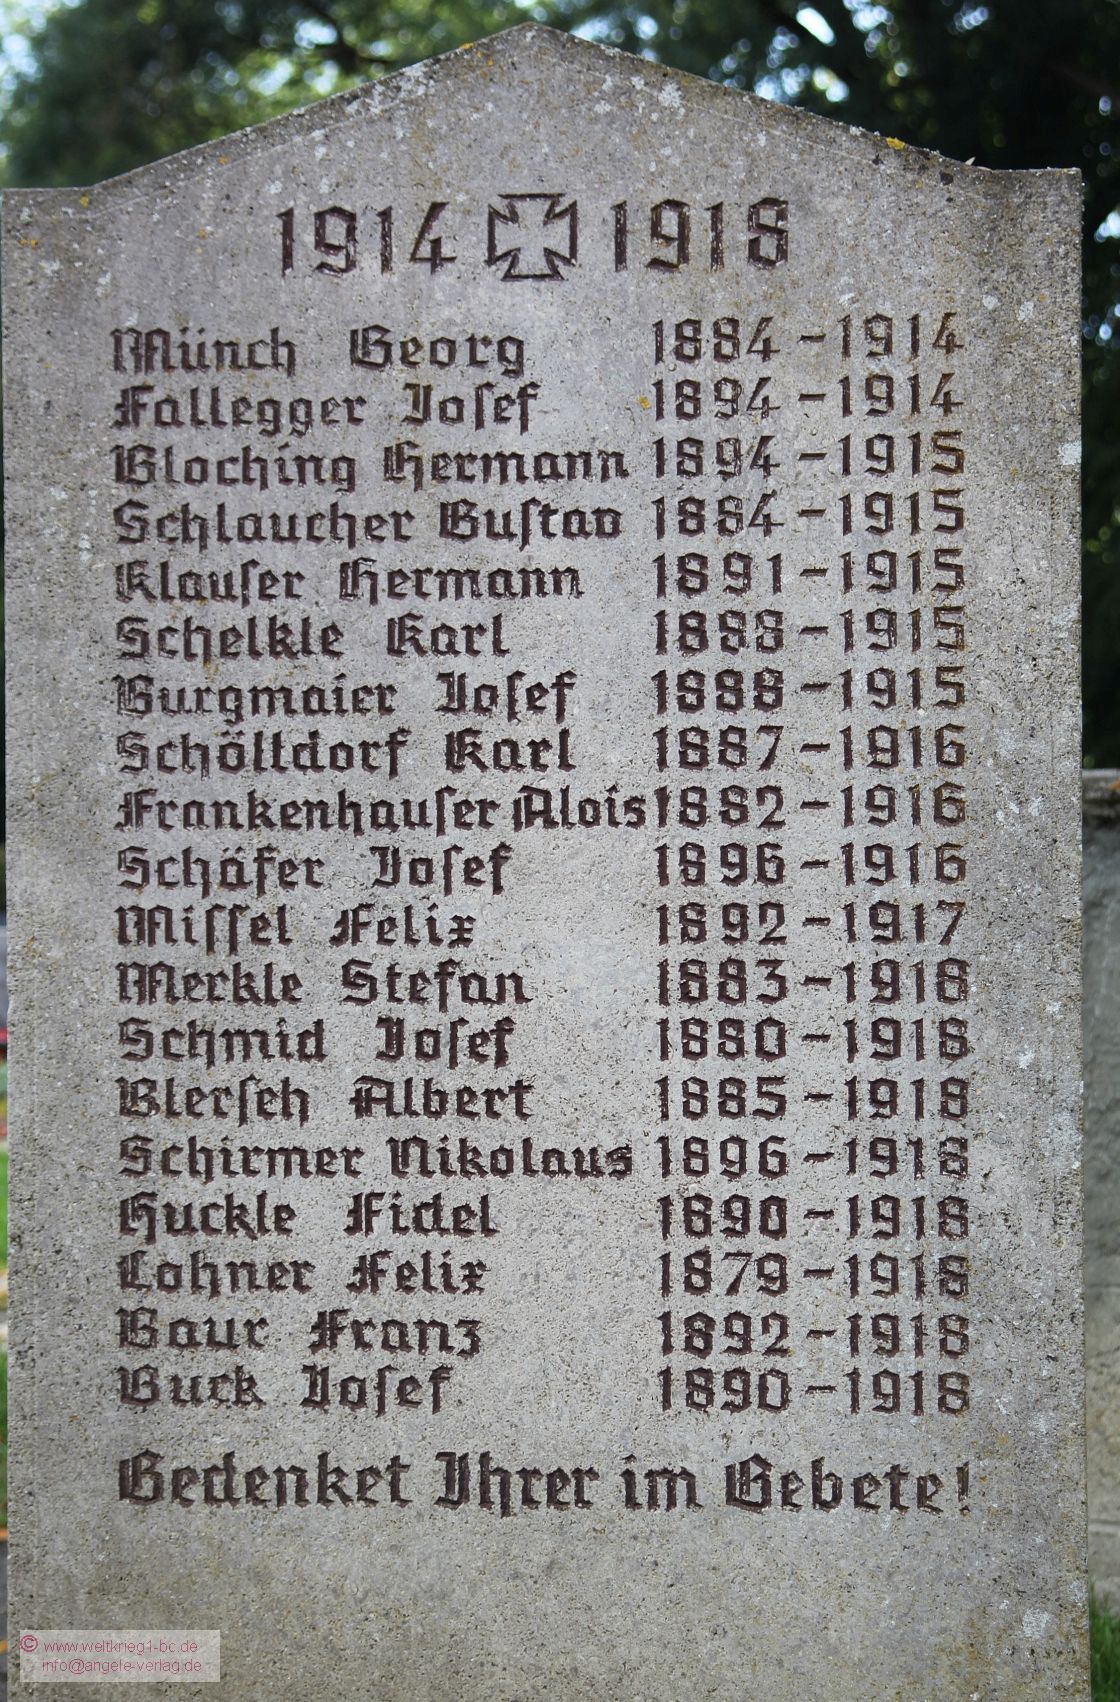 1914 1918
Münch Georg 1884-1914
Fallegger Josef 1894-1914
Bloching Hermann 1894-1915
Schlaucher Gustav 1884-1915
Klauser Hermann 1891-1915
Schelkle Karl 1888-1915
Burgmaier Josef 1888-1915
Schölldorf Karl 1887-1916
Frankenhauser Alois 1882-1916
Schäfer Josef 1896-1916
Missel Felix 1892-1917
Merkle Stefan 1883-1918
Schmid Josef 1880-1918
Blersch Albert 1885-1918
Schirmer Nikolaus 1896-1918
Huckle Fidel 1890-1918
Lohner Felix 1879-1918
Baur Franz 1892-1918
Buck Josef 1890-1918
Gedenket Ihrer im Gebete!
© www.weltkrieg1-bc.de
info@angele-verlag.de